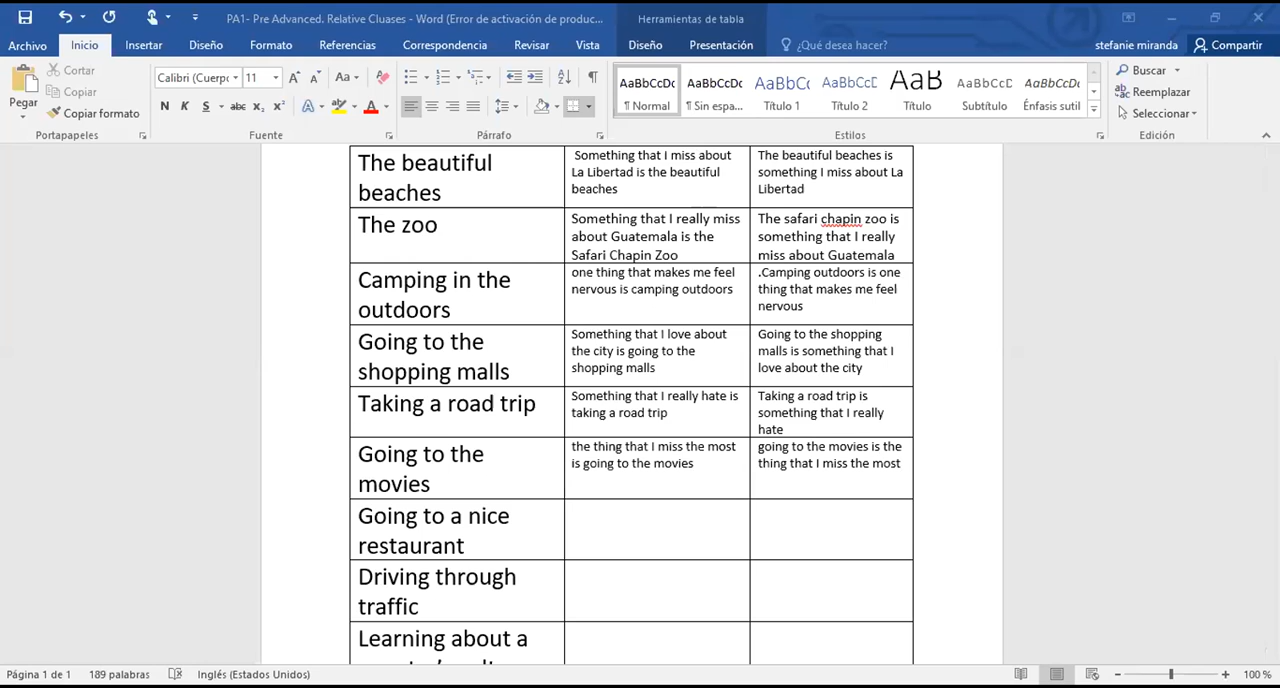 PA1- Pre Advanced. Relative Cluases - Word (Error de activación de produc...
Herramientas de tabla
Archivo Inicio Insertar Diseño Formato Referencias Correspondencia Revisar Vista Diseño Presentación ¿Qué desea hacer? stefanie miranda Compartir
Pegar
Cortar
Copiar
Copiar formato
Portapapeles
Calibri (Cuerpo 11
N K S abc x₂ x²
Fuente
Párrafo
AaBbCcDc AaBbCcDc AaBbCc AaBbCcD AaB AaBbCcD AaBbCcDc
¶ Normal ¶ Sin espa... Título 1 Título 2 Título Subtítulo Énfasis sutil
Estilos
Buscar
Reemplazar
Seleccionar
Edición
The beautiful
beaches
Something that I miss about
La Libertad is the beautiful
beaches
The beautiful beaches is
something I miss about La
Libertad
The zoo
Something that I really miss
about Guatemala is the
Safari Chapin Zoo
The safari chapin zoo is
something that I really
miss about Guatemala
Camping in the
outdoors
one thing that makes me feel
nervous is camping outdoors
.Camping outdoors is one
thing that makes me feel
nervous
Going to the
shopping malls
Something that I love about
the city is going to the
shopping malls
Going to the shopping
malls is something that I
love about the city
Taking a road trip
Something that I really hate is
taking a road trip
Taking a road trip is
something that I really
hate
Going to the
movies
the thing that I miss the most
is going to the movies
going to the movies is the
thing that I miss the most
Going to a nice
restaurant
Driving through
traffic
Learning about a
Página 1 de 1 189 palabras Inglés (Estados Unidos) 100 %